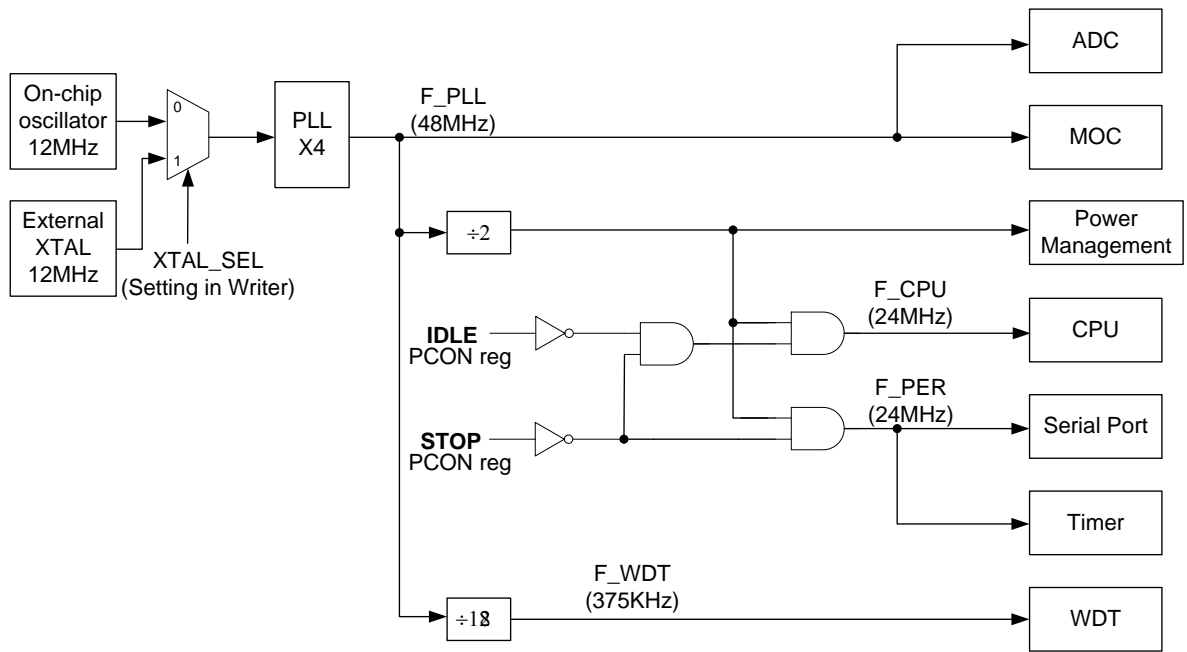 On-chip
oscillator
12MHz
External
XTAL
12MHz
0
1
XTAL_SEL
(Setting in Writer)
PLL
X4
F_PLL
(48MHz)
÷2
IDLE
PCON reg
STOP
PCON reg
F_CPU
(24MHz)
F_PER
(24MHz)
F_WDT
(375KHz)
ADC
MOC
Power
Management
CPU
Serial Port
Timer
WDT